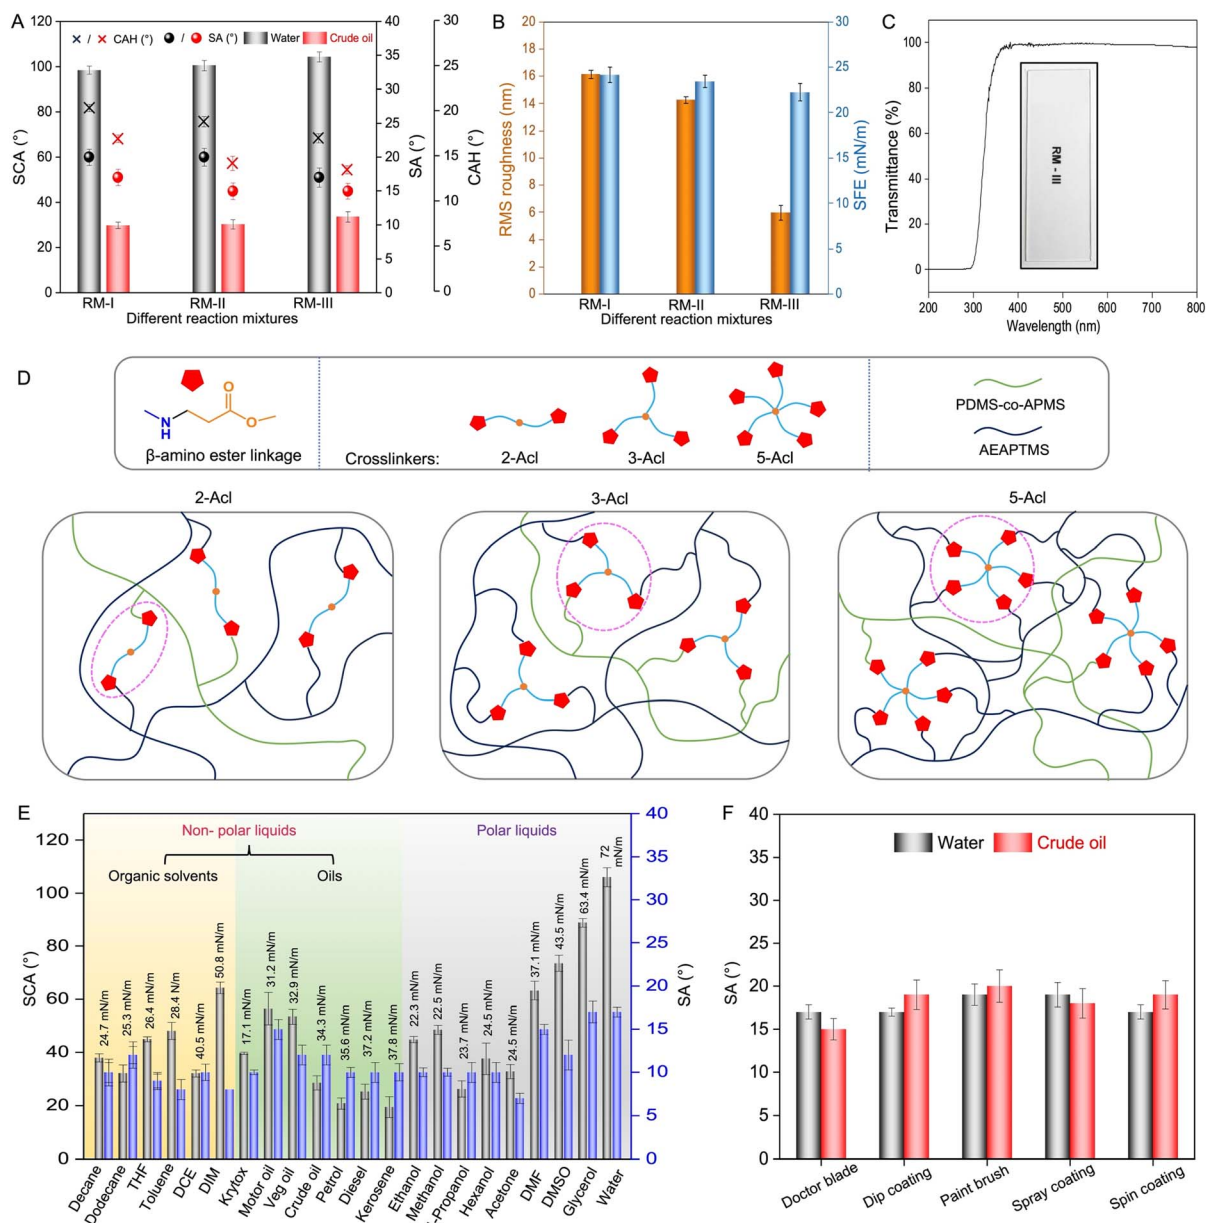 A
120
100
80
60
40
20
0
SCA (°)
× / × CAH (°) / SA (°) Water Crude oil
40
35
30
25
20
15
10
5
0
SA (°)
30
25
20
15
10
5
0
CAH (°)
RM-I RM-II RM-III
Different reaction mixtures
B
20
18
16
14
12
10
8
6
4
2
0
RMS roughness (nm)
30
25
20
15
10
5
0
SFE (mN/m)
RM-I RM-II RM-III
Different reaction mixtures
C
100
80
60
40
20
0
Transmittance (%)
RM - III
200 300 400 500 600 700 800
Wavelength (nm)
D
N
H
O
O
β-amino ester linkage
Crosslinkers: 2-Acl 3-Acl 5-Acl
PDMS-co-APMS
AEAPTMS
2-Acl 3-Acl 5-Acl
E
120
100
80
60
40
20
0
SCA (°)
Non- polar liquids
Organic solvents Oils
Polar liquids
24.7 mN/m
25.3 mN/m
26.4 mN/m
28.4 N/m
40.5 mN/m
50.8 mN/m
17.1 mN/m
31.2 mN/m
32.9 mN/m
34.3 mN/m
35.6 mN/m
37.2 mN/m
37.8 mN/m
22.3 mN/m
22.5 mN/m
23.7 mN/m
24.5 mN/m
24.5 mN/m
37.1 mN/m
43.5 mN/m
63.4 mN/m
72
mN/m
40
35
30
25
20
15
10
5
0
SA (°)
Decane
Dodecane
THF
Toluene
DCE
DIM
Krytox
Motor oil
Veg oil
Crude oil
Petrol
Diesel
Kerosene
Ethanol
Methanol
-Propanol
Hexanol
Acetone
DMF
DMSO
Glycerol
Water
F
40
35
30
25
20
15
10
5
0
SA (°)
Water Crude oil
Doctor blade
Dip coating
Paint brush
Spray coating
Spin coating